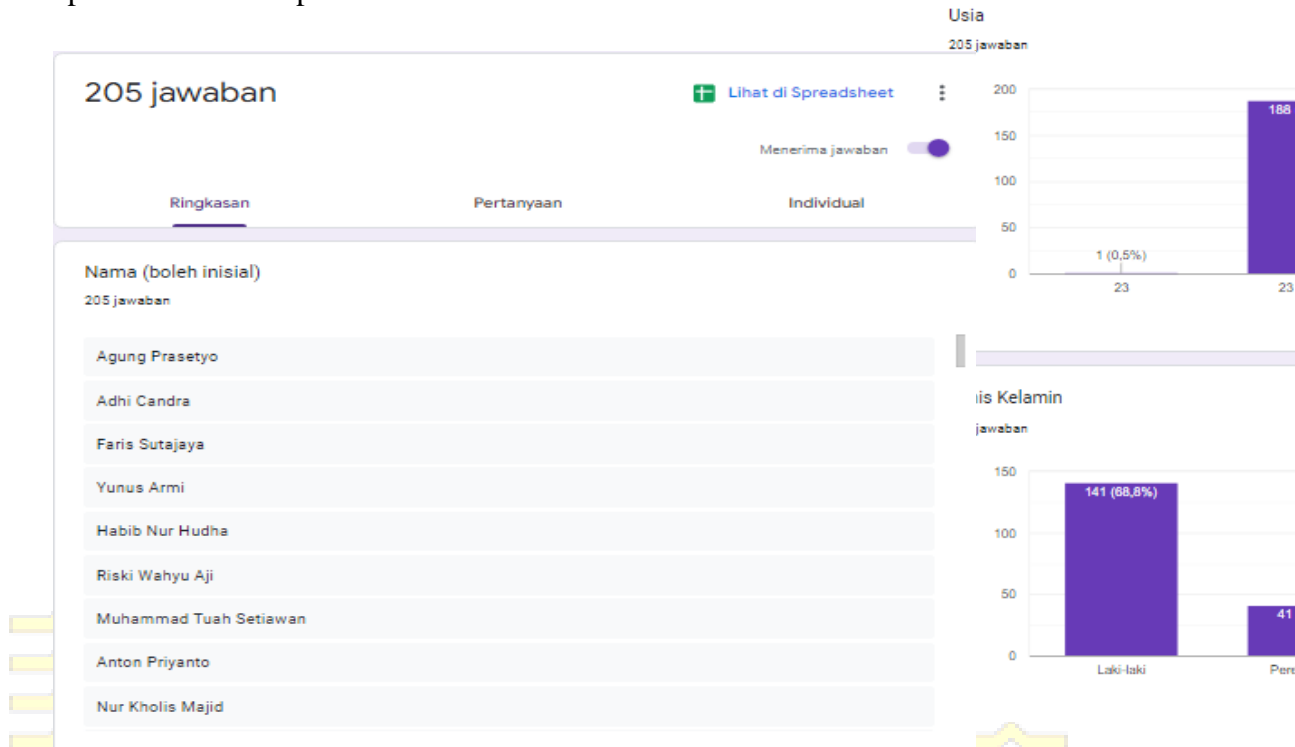 205 jawaban
Lihat di Spreadsheet
Menerima jawaban
Ringkasan Pertanyaan Individual
Nama (boleh inisial)
205 jawaban
Agung Prasetyo
Adhi Candra
Faris Sutajaya
Yunus Armi
Habib Nur Hudha
Riski Wahyu Aji
Muhammad Tuah Setiawan
Anton Priyanto
Nur Kholis Majid
Usia
205 jawaban
200
188
150
100
50
1 (0,5%)
0
23 23
is Kelamin
jawaban
150
141 (68,8%)
100
50
41
0
Laki-laki Pere